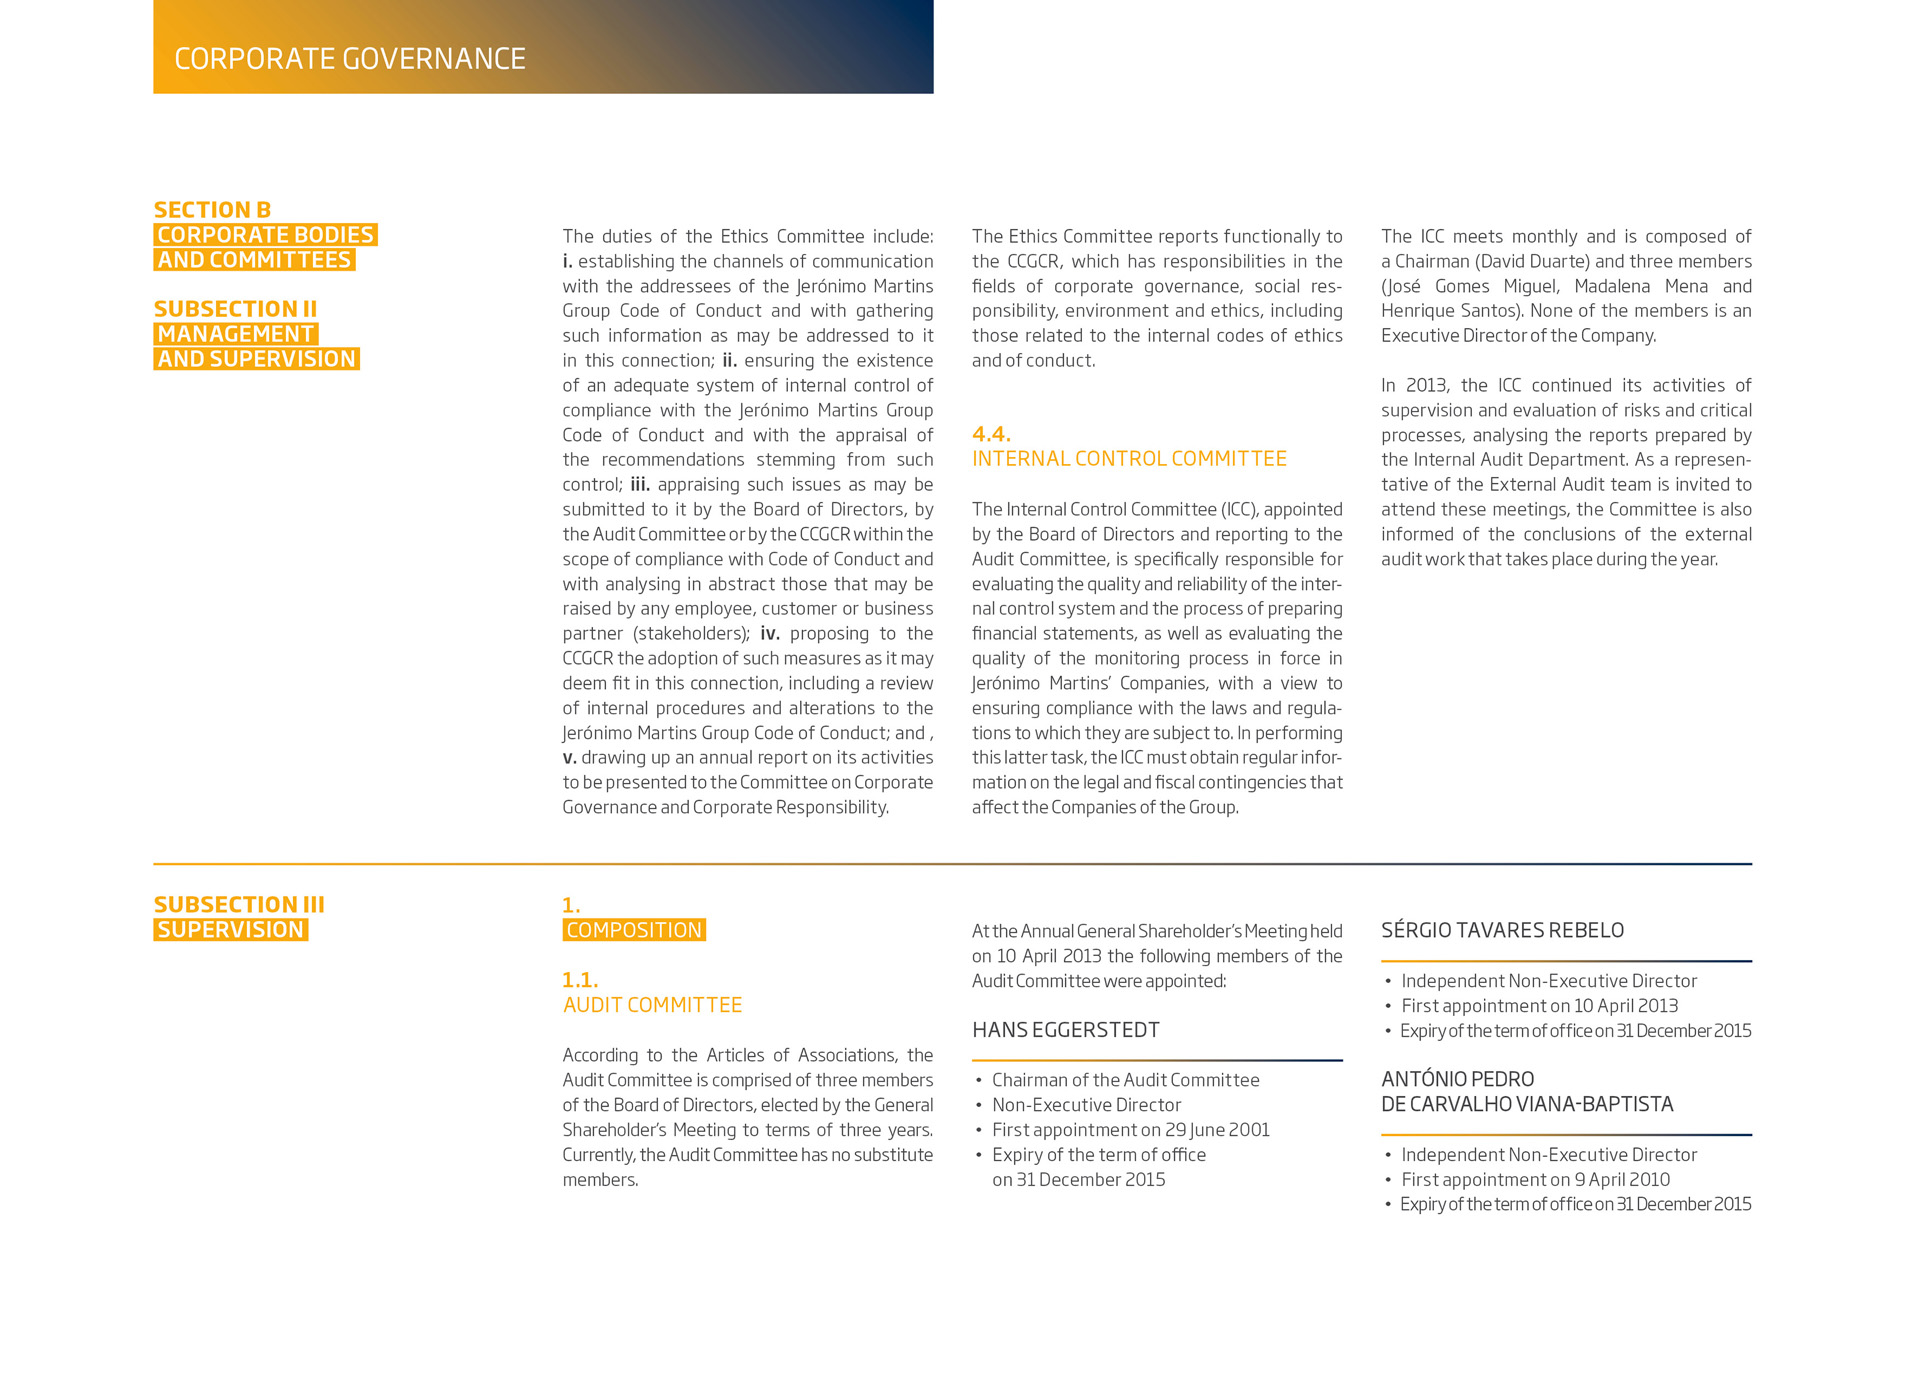 CORPORATE GOVERNANCE
SECTION B
CORPORATE BODIES
AND COMMITTEES
SUBSECTION II
MANAGEMENT
AND SUPERVISION
The duties of the Ethics Committee include:
i. establishing the channels of communication
with the addressees of the Jerónimo Martins
Group Code of Conduct and with gathering
such information as may be addressed to it
in this connection; ii. ensuring the existence
of an adequate system of internal control of
compliance with the Jerónimo Martins Group
Code of Conduct and with the appraisal of
the recommendations stemming from such
control; iii. appraising such issues as may be
submitted to it by the Board of Directors, by
the Audit Committee or by the CCGCR within the
scope of compliance with Code of Conduct and
with analysing in abstract those that may be
raised by any employee, customer or business
partner (stakeholders); iv. proposing to the
CCGCR the adoption of such measures as it may
deem fit in this connection, including a review
of internal procedures and alterations to the
Jerónimo Martins Group Code of Conduct; and ,
v. drawing up an annual report on its activities
to be presented to the Committee on Corporate
Governance and Corporate Responsibility.
The Ethics Committee reports functionally to
the CCGCR, which has responsibilities in the
fields of corporate governance, social res-
ponsibility, environment and ethics, including
those related to the internal codes of ethics
and of conduct.
4.4.
INTERNAL CONTROL COMMITTEE
The Internal Control Committee (ICC), appointed
by the Board of Directors and reporting to the
Audit Committee, is specifically responsible for
evaluating the quality and reliability of the inter-
nal control system and the process of preparing
financial statements, as well as evaluating the
quality of the monitoring process in force in
Jerónimo Martins' Companies, with a view to
ensuring compliance with the laws and regula-
tions to which they are subject to. In performing
this latter task, the ICC must obtain regular infor-
mation on the legal and fiscal contingencies that
affect the Companies of the Group.
The ICC meets monthly and is composed of
a Chairman (David Duarte) and three members
(José Gomes Miguel, Madalena Mena and
Henrique Santos). None of the members is an
Executive Director of the Company.
In 2013, the ICC continued its activities of
supervision and evaluation of risks and critical
processes, analysing the reports prepared by
the Internal Audit Department. As a represen-
tative of the External Audit team is invited to
attend these meetings, the Committee is also
informed of the conclusions of the external
audit work that takes place during the year.
SUBSECTION III
SUPERVISION
1.
COMPOSITION
1.1.
AUDIT COMMITTEE
According to the Articles of Associations, the
Audit Committee is comprised of three members
of the Board of Directors, elected by the General
Shareholder's Meeting to terms of three years.
Currently, the Audit Committee has no substitute
members.
At the Annual General Shareholder's Meeting held
on 10 April 2013 the following members of the
Audit Committee were appointed:
HANS EGGERSTEDT
• Chairman of the Audit Committee
• Non-Executive Director
• First appointment on 29 June 2001
• Expiry of the term of office
on 31 December 2015
SÉRGIO TAVARES REBELO
• Independent Non-Executive Director
• First appointment on 10 April 2013
• Expiry of the term of office on 31 December 2015
ANTÓNIO PEDRO
DE CARVALHO VIANA-BAPTISTA
• Independent Non-Executive Director
• First appointment on 9 April 2010
• Expiry of the term of office on 31 December 2015